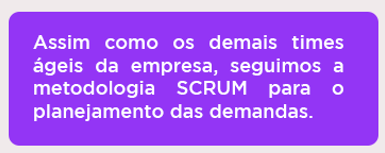 Assim como os demais times
ágeis da empresa, seguimos a
metodologia SCRUM para o
planejamento das demandas.